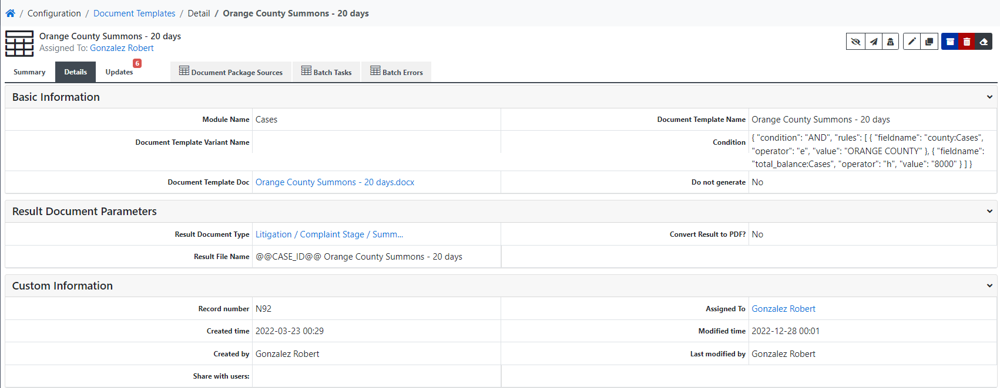 / Configuration / Document Templates / Detail / Orange County Summons - 20 days
Orange County Summons - 20 days
Assigned To: Gonzalez Robert
Summary Details Updates 6 Document Package Sources Batch Tasks Batch Errors
Basic Information
Module Name Cases Document Template Name Orange County Summons - 20 days
Document Template Variant Name Condition { "condition": "AND", "rules": [ { "fieldname": "county:Cases",
"operator": "e", "value": "ORANGE COUNTY" }, { "fieldname":
"total_balance:Cases", "operator": "h", "value": "8000" } ] }
Document Template Doc Orange County Summons - 20 days.docx Do not generate No
Result Document Parameters
Result Document Type Litigation / Complaint Stage / Summ... Convert Result to PDF? No
Result File Name @@CASE_ID@@ Orange County Summons - 20 days
Custom Information
Record number N92 Assigned To Gonzalez Robert
Created time 2022-03-23 00:29 Modified time 2022-12-28 00:01
Created by Gonzalez Robert Last modified by Gonzalez Robert
Share with users: